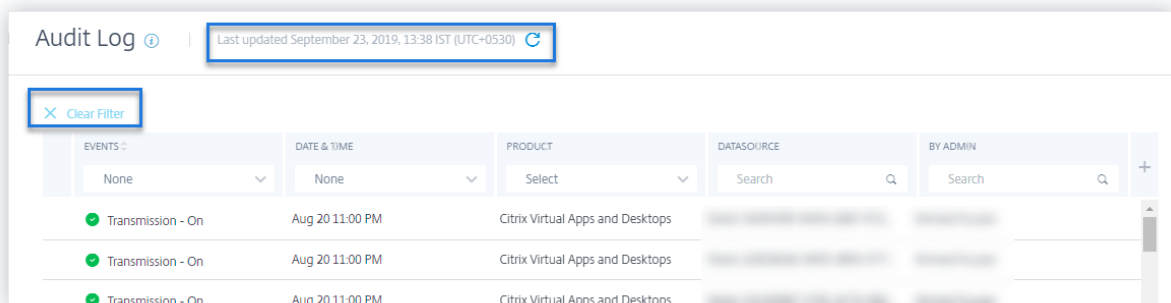 Audit Log
Last updated September 23, 2019, 13:38 IST (UTC+0530)
Clear Filter
EVENTS DATE & TIME PRODUCT DATASOURCE BY ADMIN
None None Select Search Search
Transmission - On Aug 20 11:00 PM Citrix Virtual Apps and Desktops
Transmission - On Aug 20 11:00 PM Citrix Virtual Apps and Desktops
Transmission - On Aug 20 11:00 PM Citrix Virtual Apps and Desktops